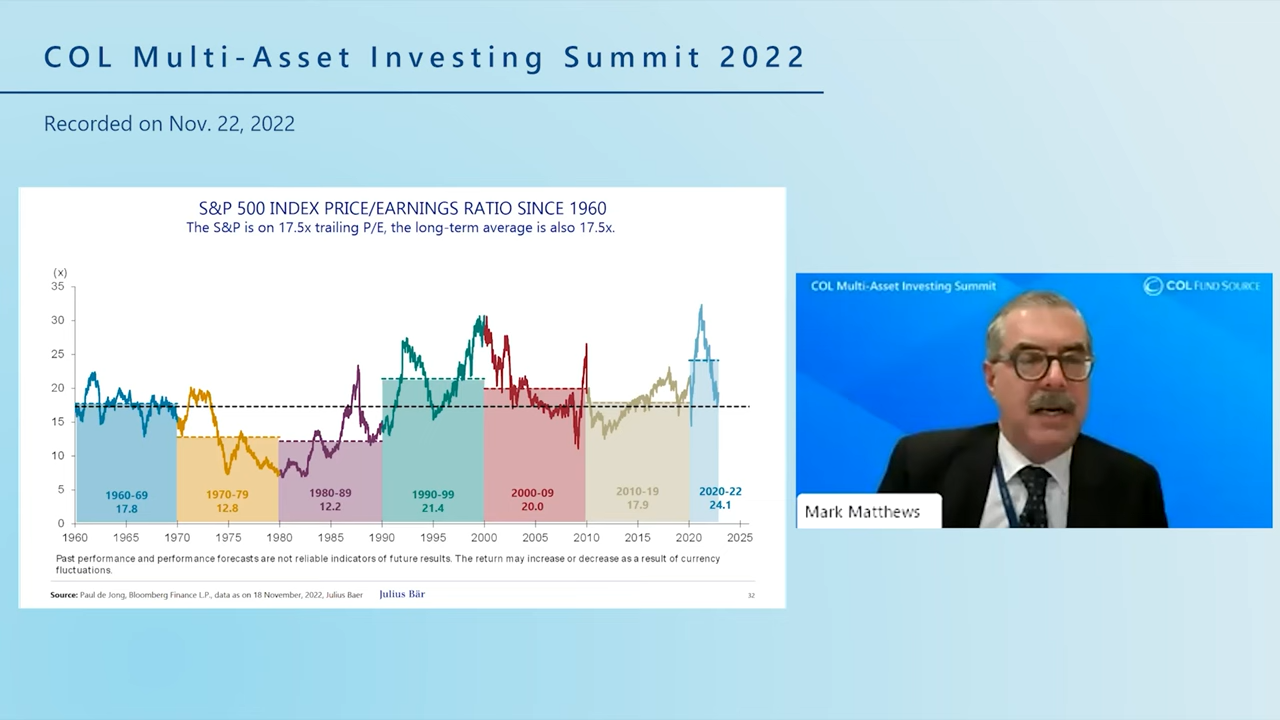 COL Multi-Asset Investing Summit 2022
Recorded on Nov. 22, 2022
S&P 500 INDEX PRICE/EARNINGS RATIO SINCE 1960
The S&P is on 17.5x trailing P/E, the long-term average is also 17.5x.
(x)
35
30
25
20
15
10
5
0
1960-69
17.8
1970-79
12.8
1980-89
12.2
1990-99
21.4
2000-09
20.0
2010-19
17.9
2020-22
24.1
1960 1965 1970 1975 1980 1985 1990 1995 2000 2005 2010 2015 2020 2025
Past performance and performance forecasts are not reliable indicators of future results. The return may increase or decrease as a result of currency
fluctuations.
Source: Paul de Jong, Bloomberg Finance L.P., data as on 18 November, 2022, Julius Baer Julius Bär 32
COL Multi-Asset Investing Summit COL FUND SOURCE
Mark Matthews